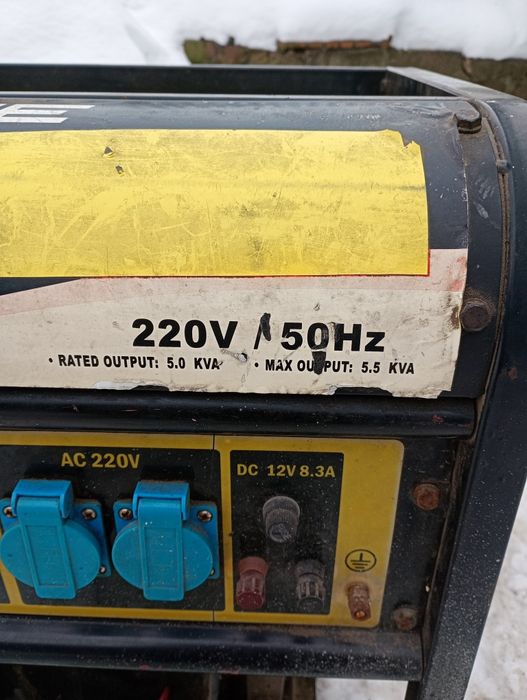 220V / 50Hz
• RATED OUTPUT: 5.0 KVA • MAX OUTPUT: 5.5 KVA
AC 220V
DC 12V 8.3A